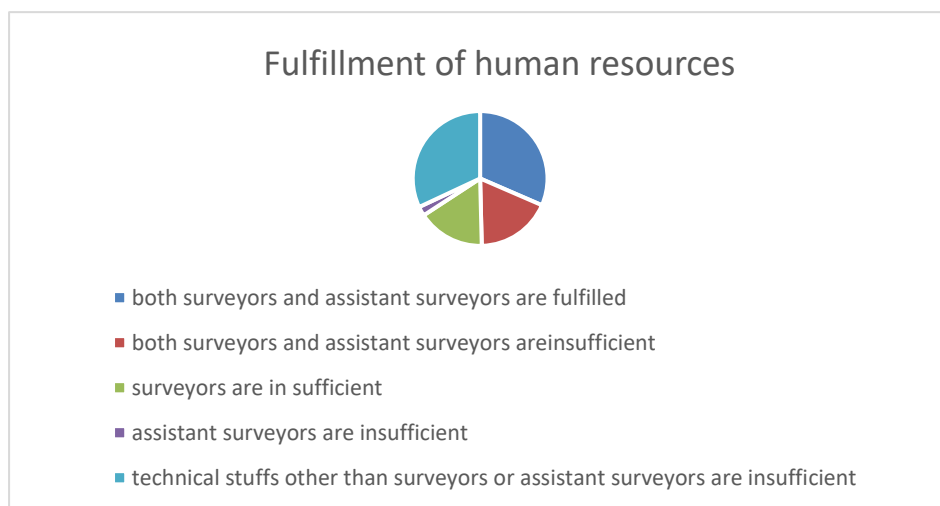 Fulfillment of human resources
both surveyors and assistant surveyors are fulfilled
both surveyors and assistant surveyors areinsufficient
surveyors are in sufficient
assistant surveyors are insufficient
technical stuffs other than surveyors or assistant surveyors are insufficient